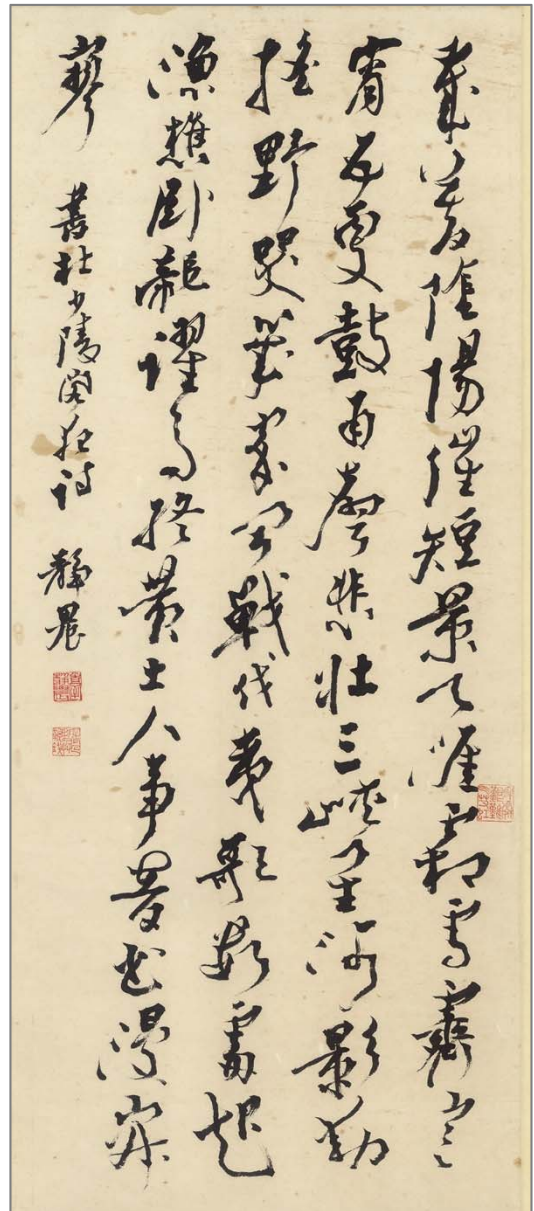 歲暮陰陽催短景天涯霜雪霽寒
宵五更鼓角聲悲壯三峽星河影動
搖野哭幾家聞戰伐夷歌數處起
漁樵臥龍躍馬終黃土人事音書漫寂
寥 書杜少陵閣夜詩 靜農